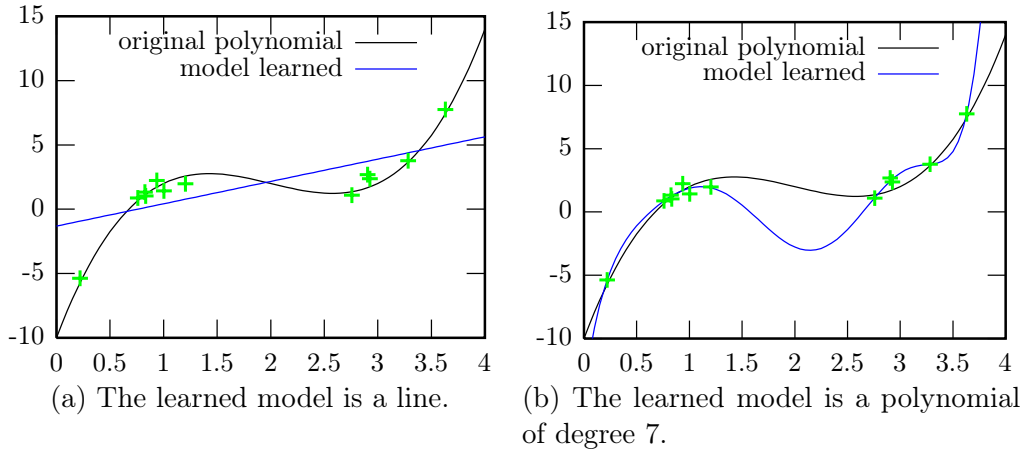 15
10
5
0
-5
-10
0 0.5 1 1.5 2 2.5 3 3.5 4
original polynomial
model learned
(a) The learned model is a line.
15
10
5
0
-5
-10
0 0.5 1 1.5 2 2.5 3 3.5 4
original polynomial
model learned
(b) The learned model is a polynomial
of degree 7.